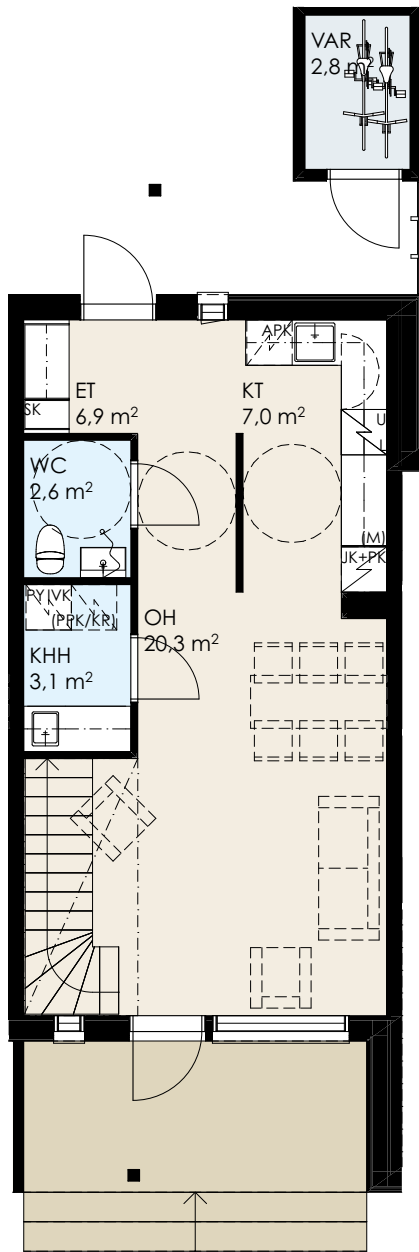 VAR
2,8 m²
APK
ET
6,9 m²
KT
7,0 m²
SK
U
L
WC
2,6 m²
(M)
JK+PK
PY VK
(PPK/KR)
OH
20,3 m²
KHH
3,1 m²